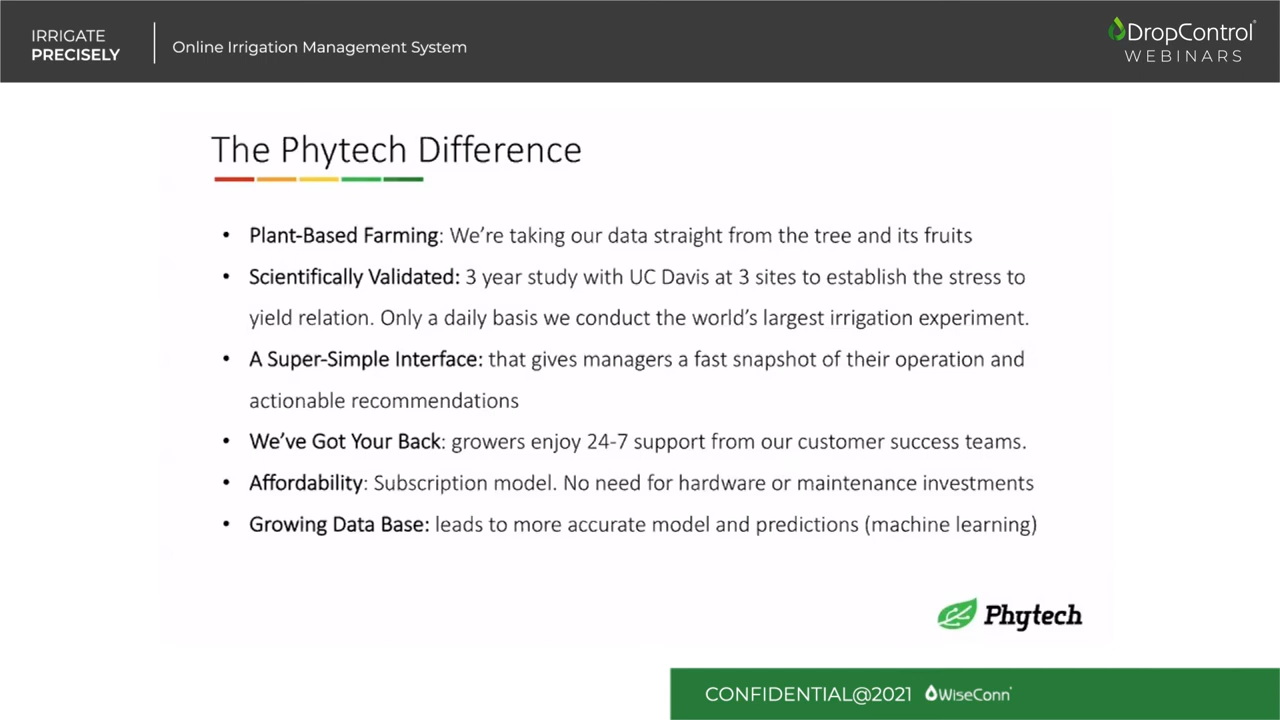 IRRIGATE
PRECISELY
Online Irrigation Management System
DropControl®
WEBINARS
The Phytech Difference
• Plant-Based Farming: We're taking our data straight from the tree and its fruits
• Scientifically Validated: 3 year study with UC Davis at 3 sites to establish the stress to
yield relation. Only a daily basis we conduct the world's largest irrigation experiment.
• A Super-Simple Interface: that gives managers a fast snapshot of their operation and
actionable recommendations
• We've Got Your Back: growers enjoy 24-7 support from our customer success teams.
• Affordability: Subscription model. No need for hardware or maintenance investments
• Growing Data Base: leads to more accurate model and predictions (machine learning)
Phytech
CONFIDENTIAL@2021 WiseConn®